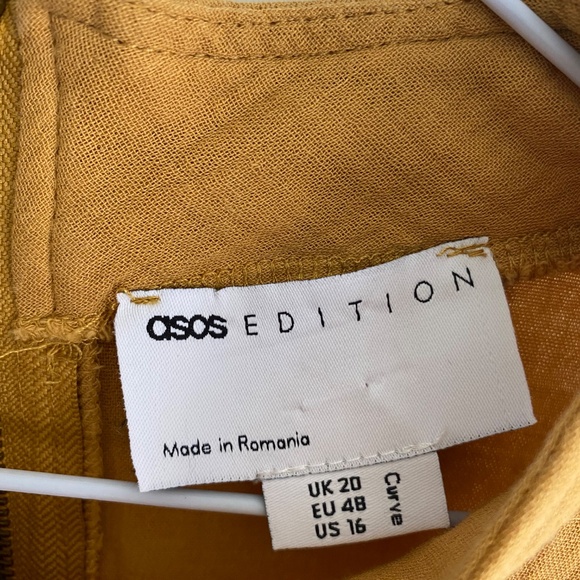 asos EDITION
Made in Romania
UK 20
EU 48
US 16
Curve